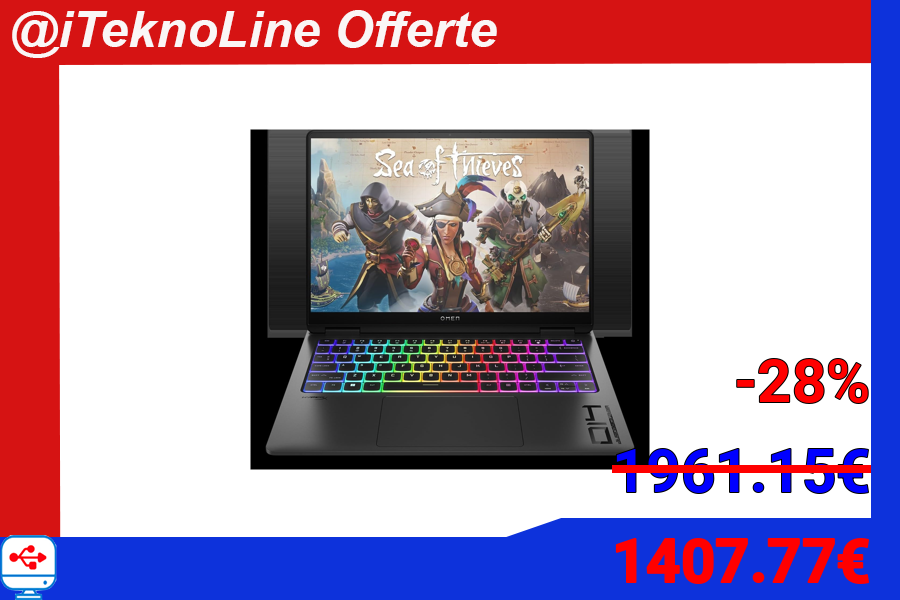 @iTeknoLine Offerte
Sea of Thieves
OMEN
-28%
1961.15€
1407.77€